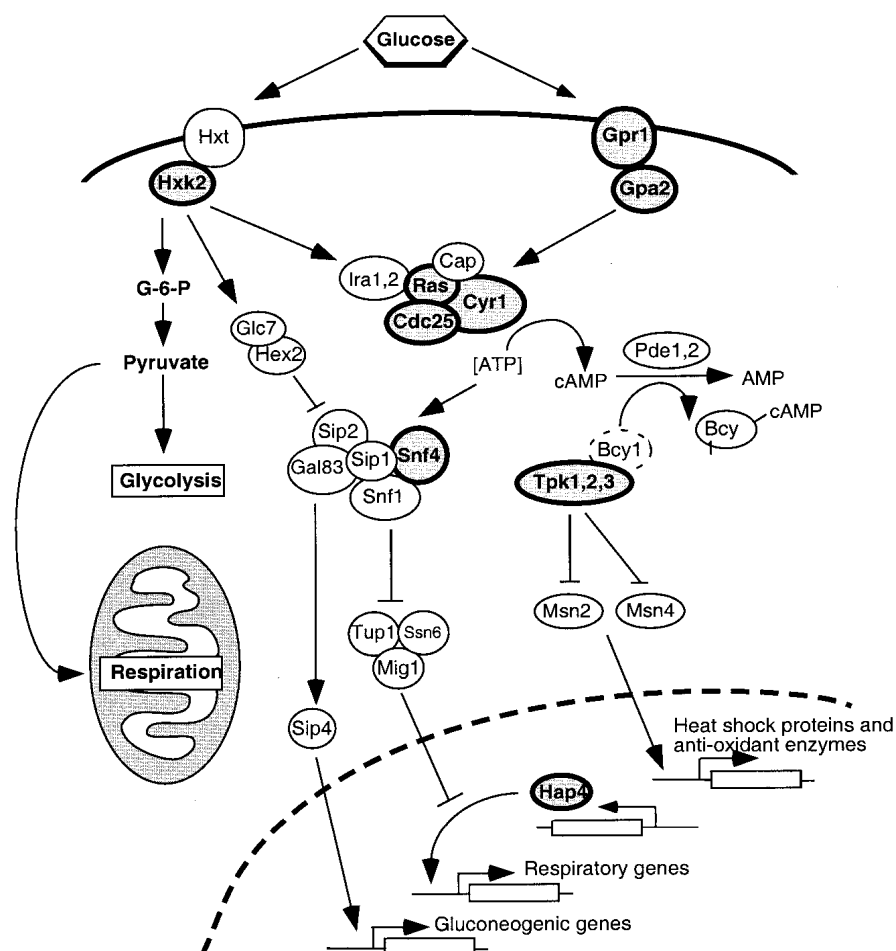 Glucose
Hxt
Gpr1
Hxk2
Gpa2
Cap
Ira1,2
Ras
G-6-P
Cyr1
Cdc25
Glc7
Hex2
Pde1,2
Pyruvate
[ATP]
cAMP
AMP
cAMP
Bcy
Sip2
Bcy1
Sip1
Snf4
Gal83
Glycolysis
Tpk1,2,3
Snf1
Msn2
Msn4
Tup1
Ssn6
Respiration
Mig1
Sip4
Heat shock proteins and
anti-oxidant enzymes
Hap4
Respiratory genes
Gluconeogenic genes